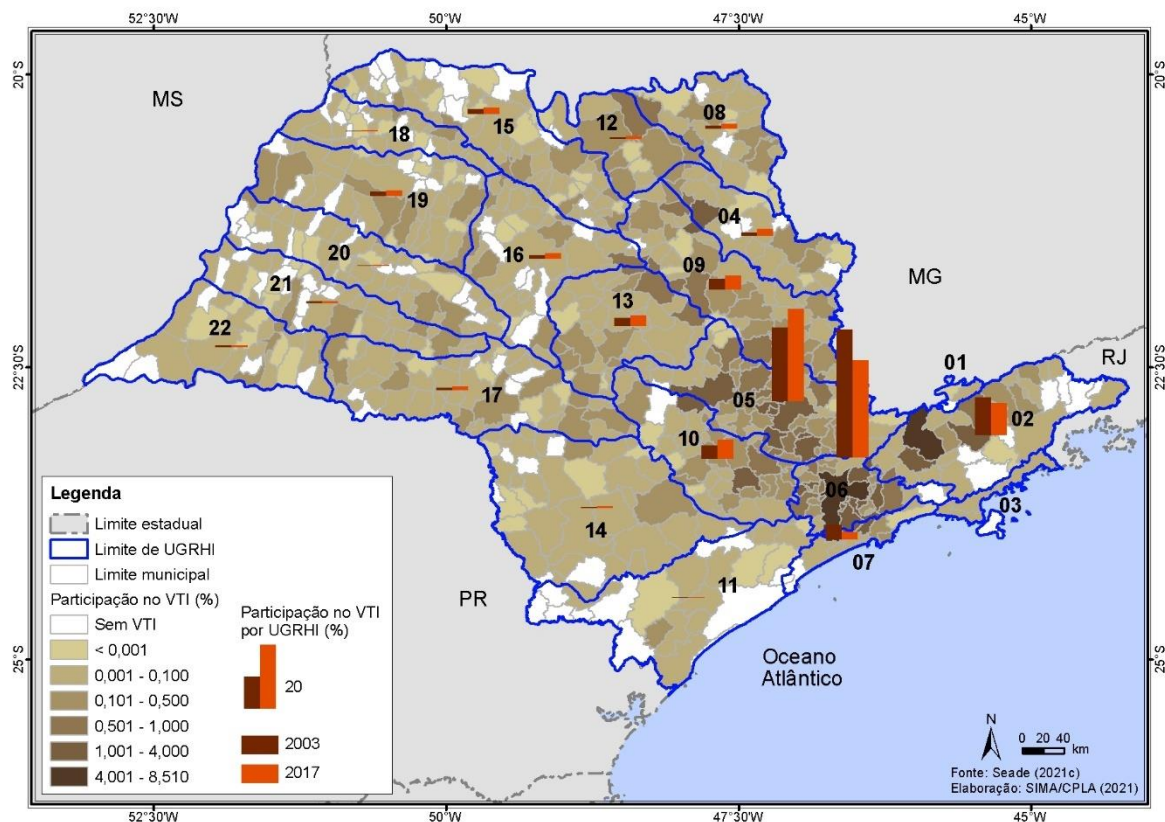 52°30'W 50°W 47°30'W 45°W
20°S 20°S
MS
08
15
12
18
19
04
16
20
09
MG
21
13
22
22°30'S 22°30'S
RJ
01
05
02
17
10
06
03
14
07
11
PR
Oceano
Atlântico
25°S 25°S
Legenda
Limite estadual
Limite de UGRHI
Limite municipal
Participação no VTI (%)
Sem VTI
< 0,001
0,001 - 0,100
0,101 - 0,500
0,501 - 1,000
1,001 - 4,000
4,001 - 8,510
Participação no VTI
por UGRHI (%)
20
2003
2017
N
0 20 40
km
Fonte: Seade (2021c)
Elaboração: SIMA/CPLA (2021)
52°30'W 50°W 47°30'W 45°W